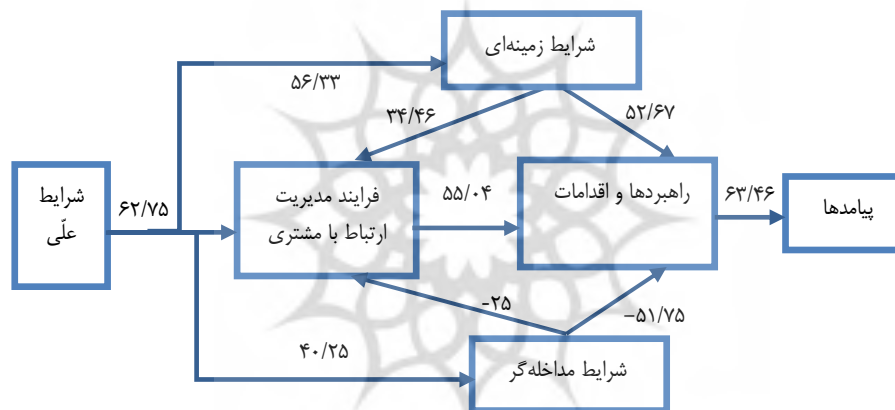 شرایط زمینه‌ای
۵۶/۳۳
۳۴/۴۶
۵۲/۶۷
شرایط
علّی
۶۲/۷۵
فرایند مدیریت
ارتباط با مشتری
۵۵/۰۴
راهبردها و اقدامات
۶۳/۴۶
پیامدها
-۲۵
-۵۱/۷۵
۴۰/۲۵
شرایط مداخله‌گر